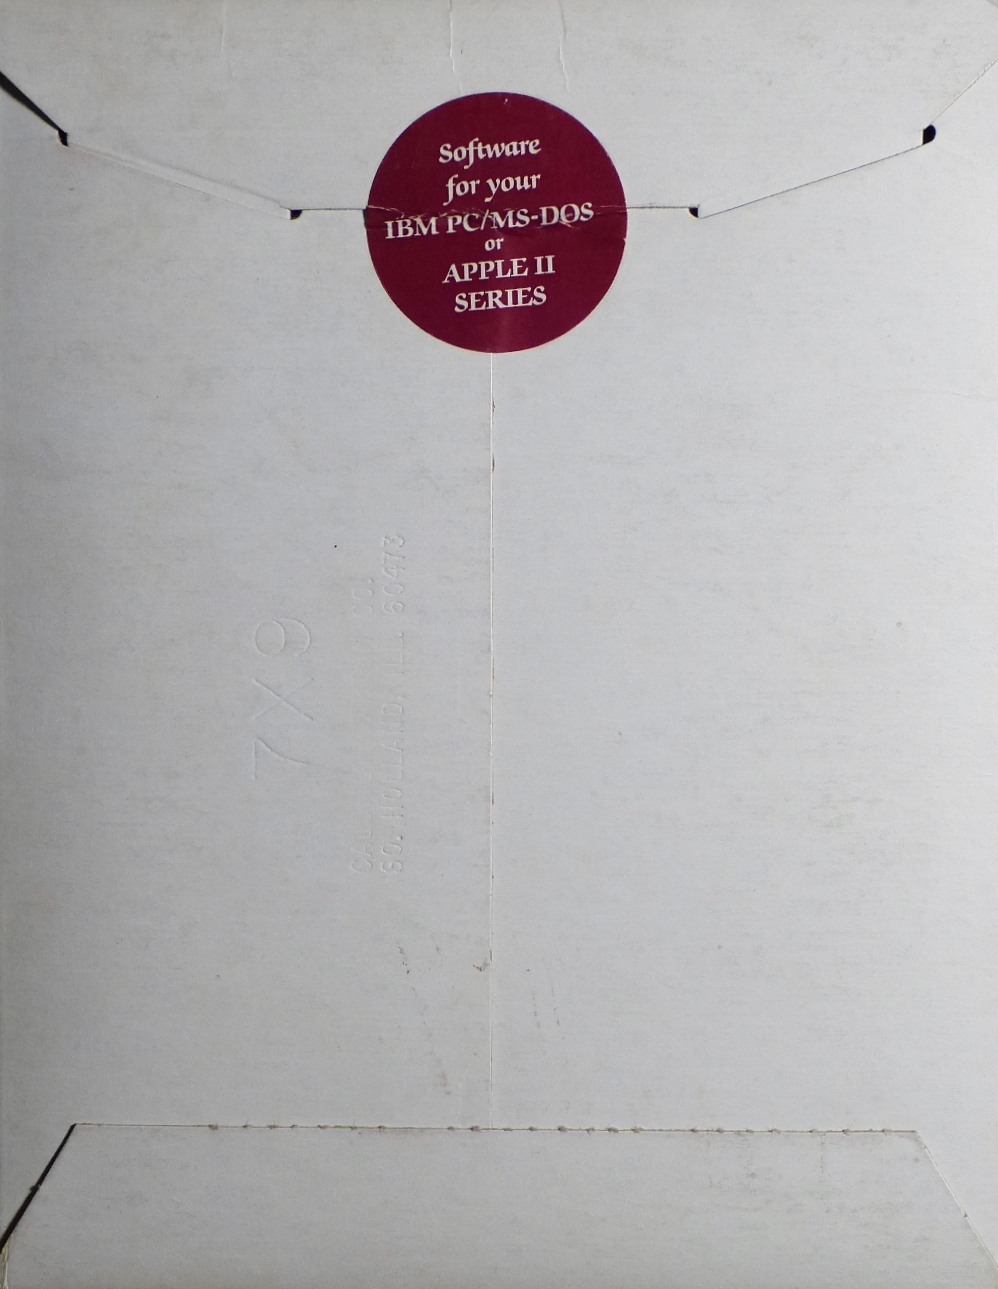 Software
for your
IBM PC/MS-DOS
or
APPLE II
SERIES
7X9
CO.
SO. HOLLAND, ILL. 60473